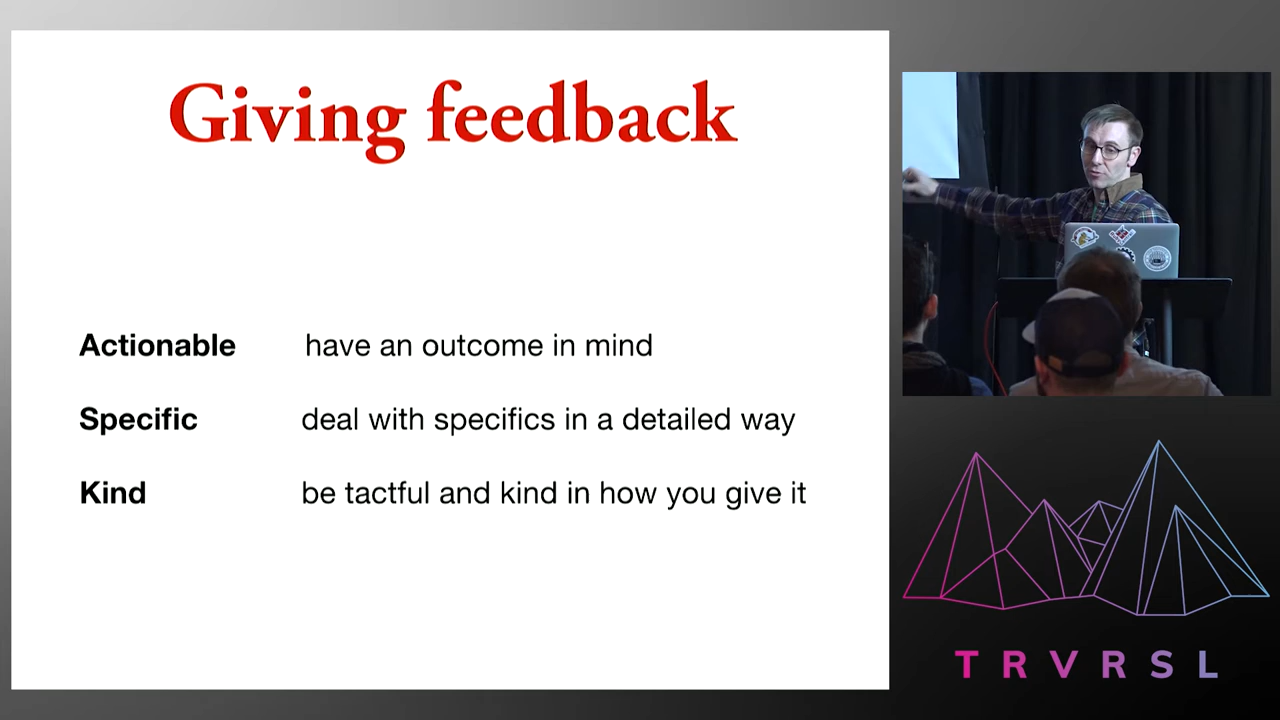 Giving feedback
Actionable have an outcome in mind
Specific deal with specifics in a detailed way
Kind be tactful and kind in how you give it
TRVRSL